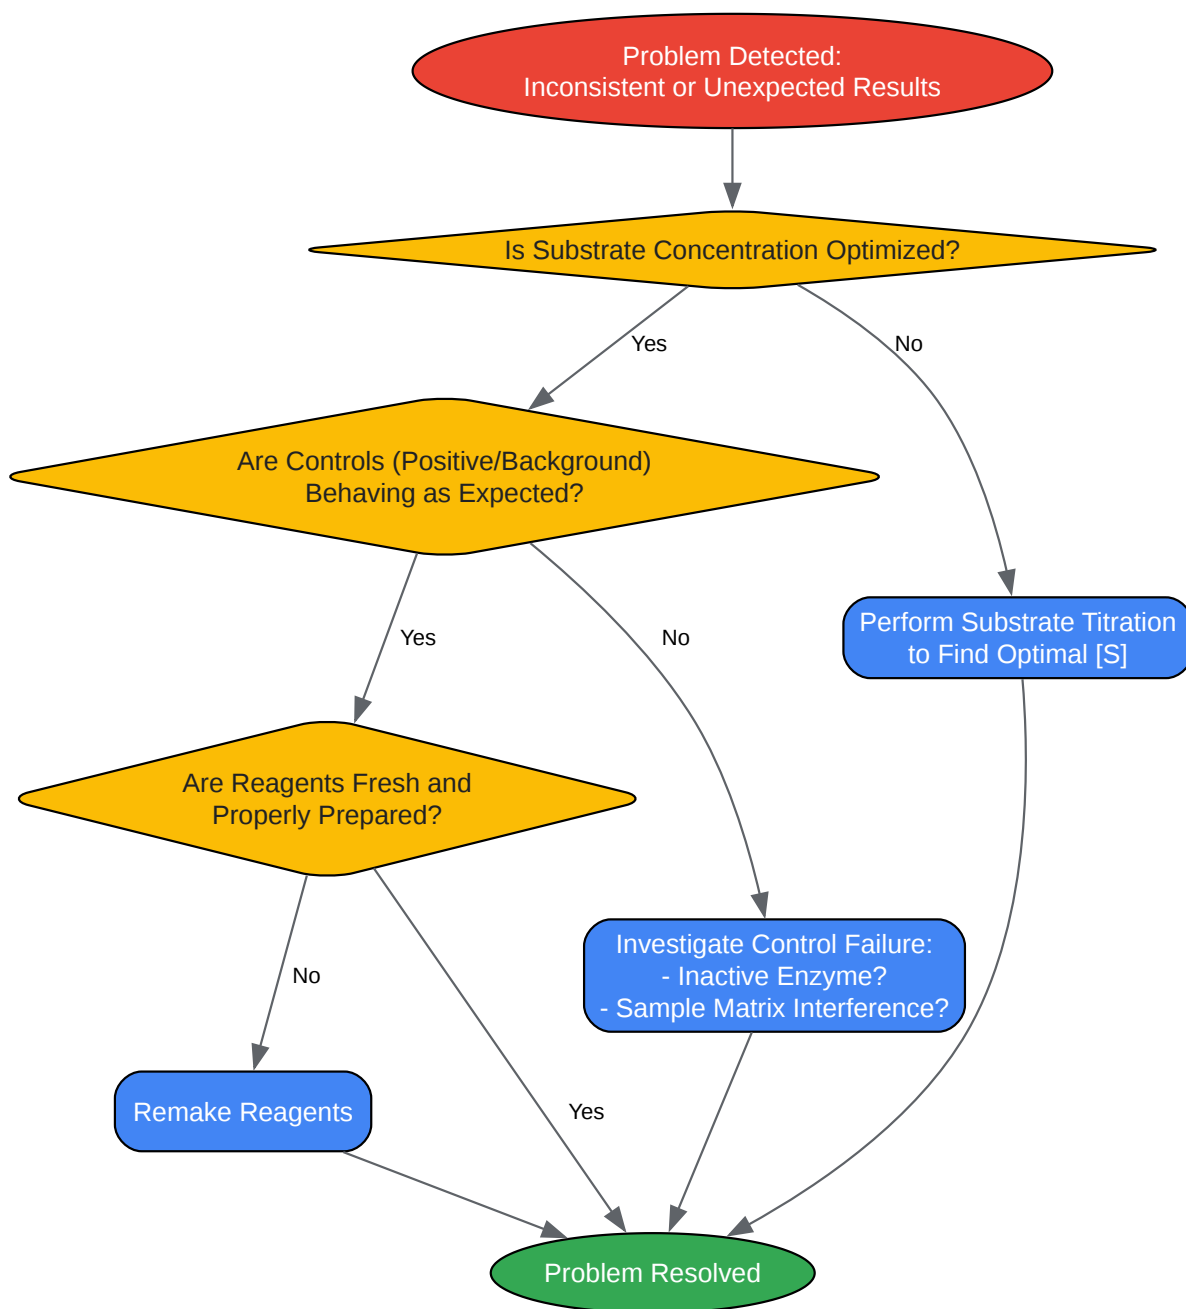 Problem Detected:
Inconsistent or Unexpected Results
Is Substrate Concentration Optimized?
Yes
No
Are Controls (Positive/Background)
Behaving as Expected?
Yes
No
Perform Substrate Titration
to Find Optimal [S]
Are Reagents Fresh and
Properly Prepared?
No
Yes
Investigate Control Failure:
- Inactive Enzyme?
- Sample Matrix Interference?
Remake Reagents
Problem Resolved